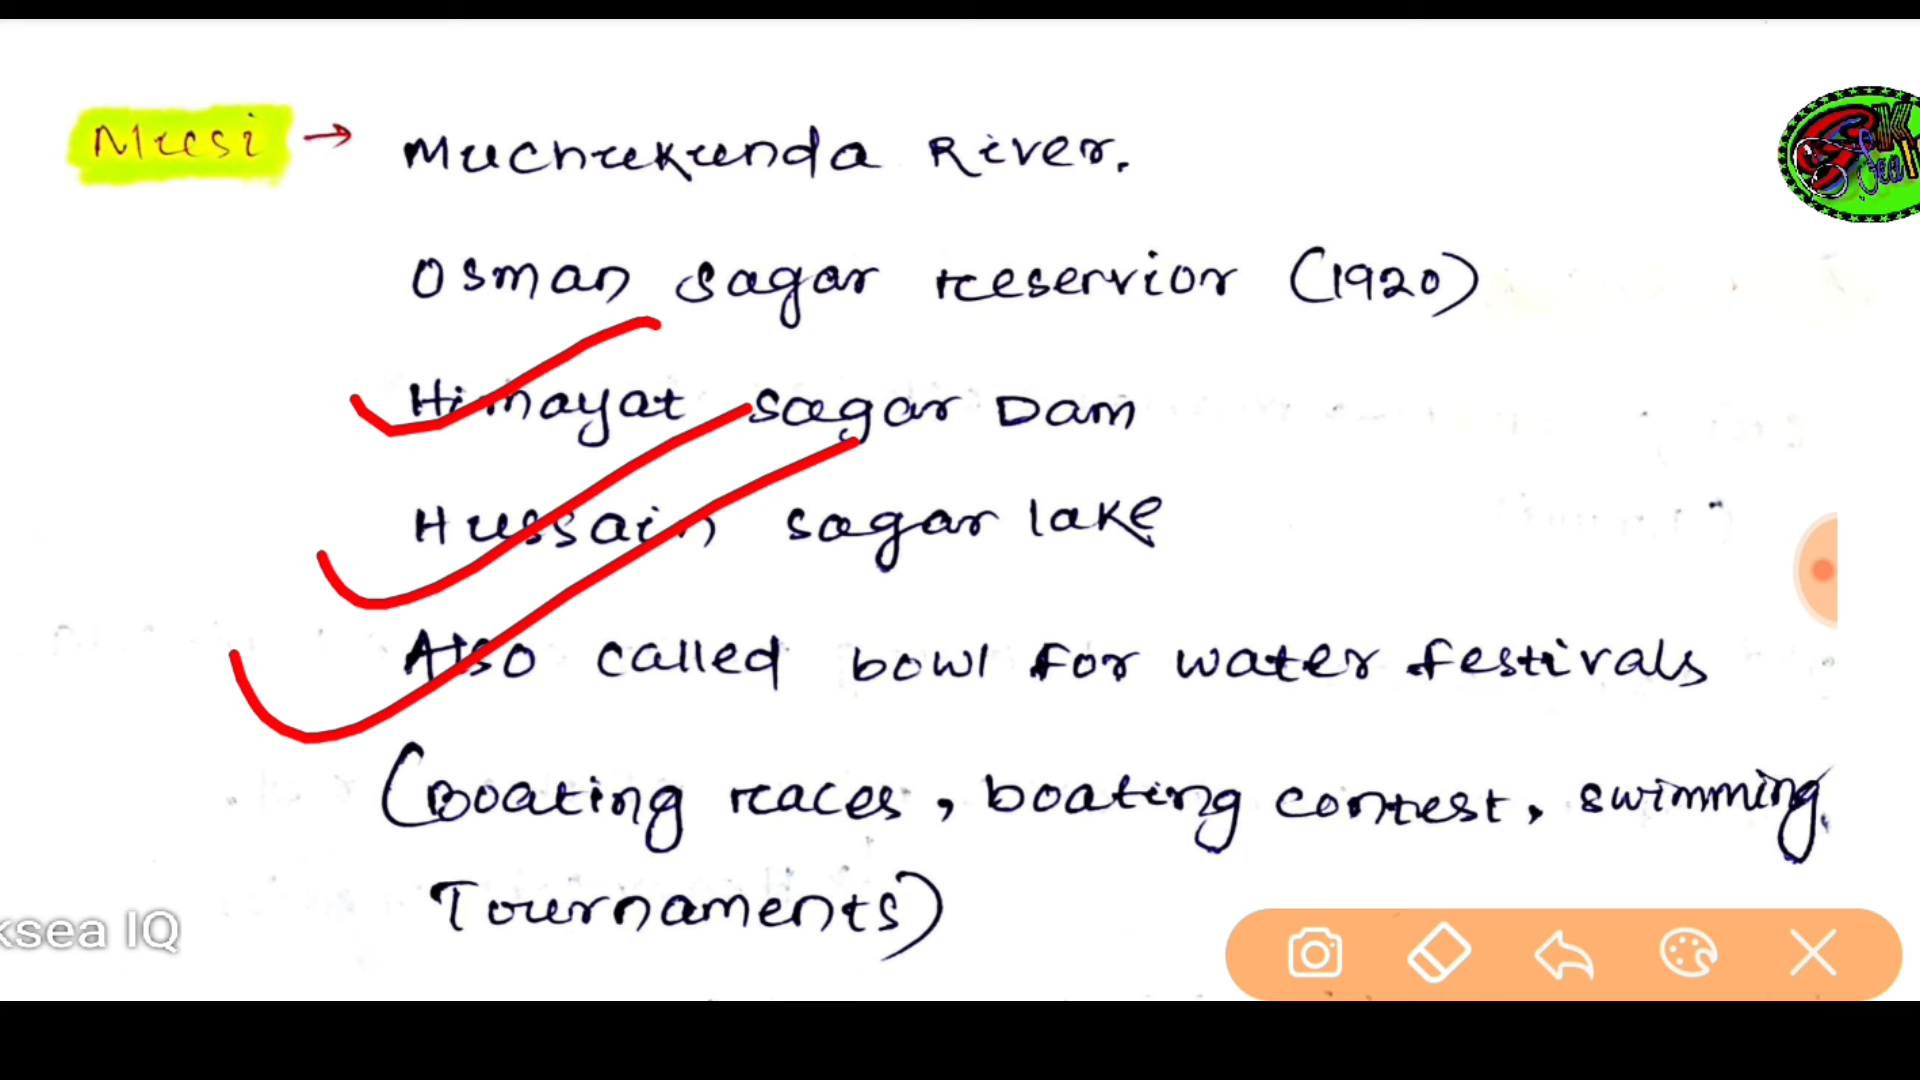 Musi → Muchukunda River.
Osman Sagar reservior (1920)
Himayat Sagar Dam
Hussain Sagar lake
Also called bowl for water festivals
(Boating races, boating contest, swimming
Tournaments)
ksea IQ